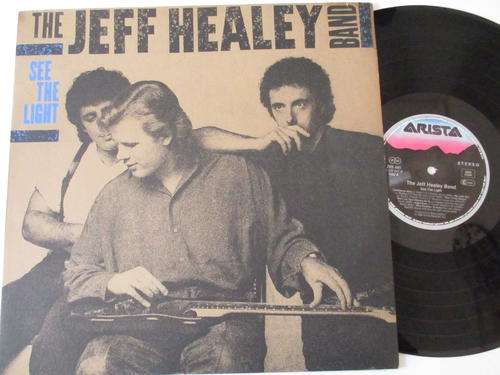 THE JEFF HEALEY BAND
SEE
THE
LIGHT
ARISTA
STEREO
The Jeff Healey Band
See The Light